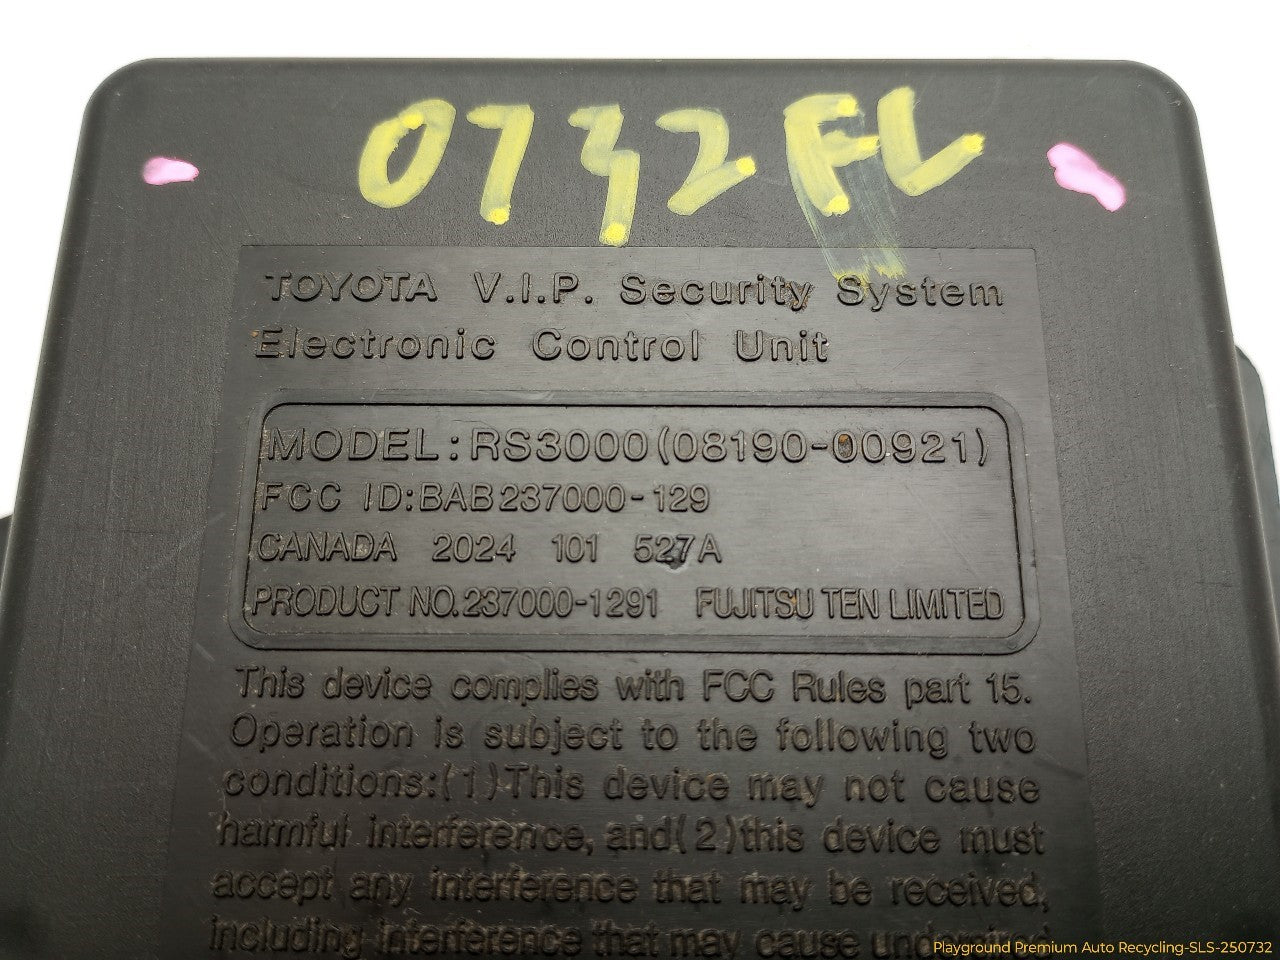 0732FL
TOYOTA V.I.P. Security System
Electronic Control Unit
MODEL: RS3000(08190-00921)
FCC ID: BAB237000-129
CANADA 2024 101 527A
PRODUCT NO. 237000-1291 FUJITSU TEN LIMITED
This device complies with FCC Rules part 15.
Operation is subject to the following two
conditions:(1)This device may not cause
harmful interference, and(2)this device must
accept any interference that may be received,
including interference that may cause undesired
Playground Premium Auto Recycling-SLS-250732